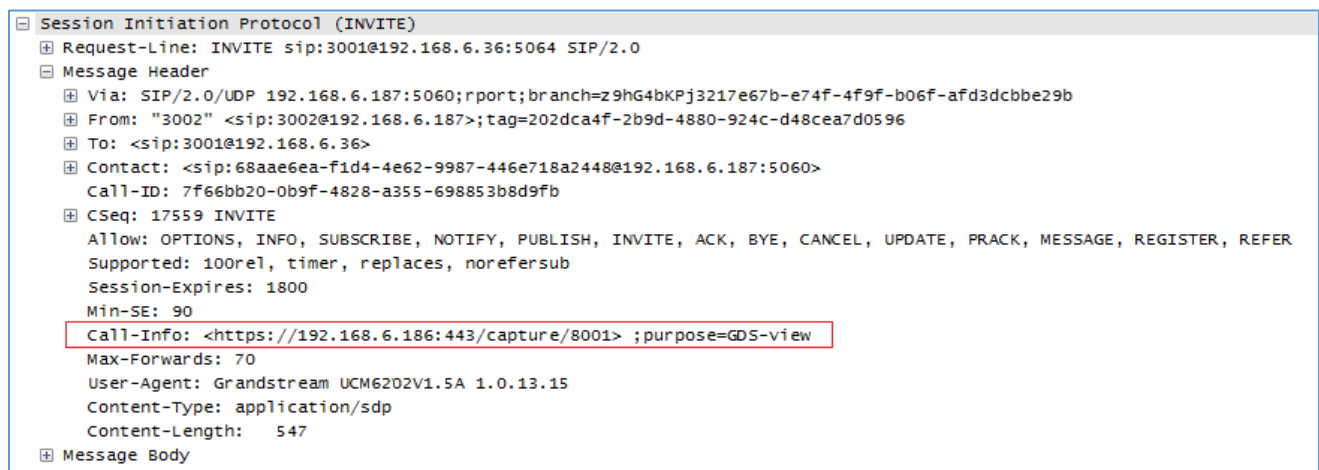 Session Initiation Protocol (INVITE)
Request-Line: INVITE sip:3001@192.168.6.36:5064 SIP/2.0
Message Header
Via: SIP/2.0/UDP 192.168.6.187:5060;rport;branch=z9hG4bKPj3217e67b-e74f-4f9f-b06f-afd3dcbbe29b
From: "3002" <sip:3002@192.168.6.187>;tag=202dca4f-2b9d-4880-924c-d48cea7d0596
To: <sip:3001@192.168.6.36>
Contact: <sip:68aae6ea-f1d4-4e62-9987-446e718a2448@192.168.6.187:5060>
Call-ID: 7f66bb20-0b9f-4828-a355-698853b8d9fb
CSeq: 17559 INVITE
Allow: OPTIONS, INFO, SUBSCRIBE, NOTIFY, PUBLISH, INVITE, ACK, BYE, CANCEL, UPDATE, PRACK, MESSAGE, REGISTER, REFER
Supported: 100rel, timer, replaces, norefersub
Session-Expires: 1800
Min-SE: 90
Call-Info: <https://192.168.6.186:443/capture/8001> ;purpose=GDS-view
Max-Forwards: 70
User-Agent: Grandstream UCM6202V1.5A 1.0.13.15
Content-Type: application/sdp
Content-Length:   547
Message Body